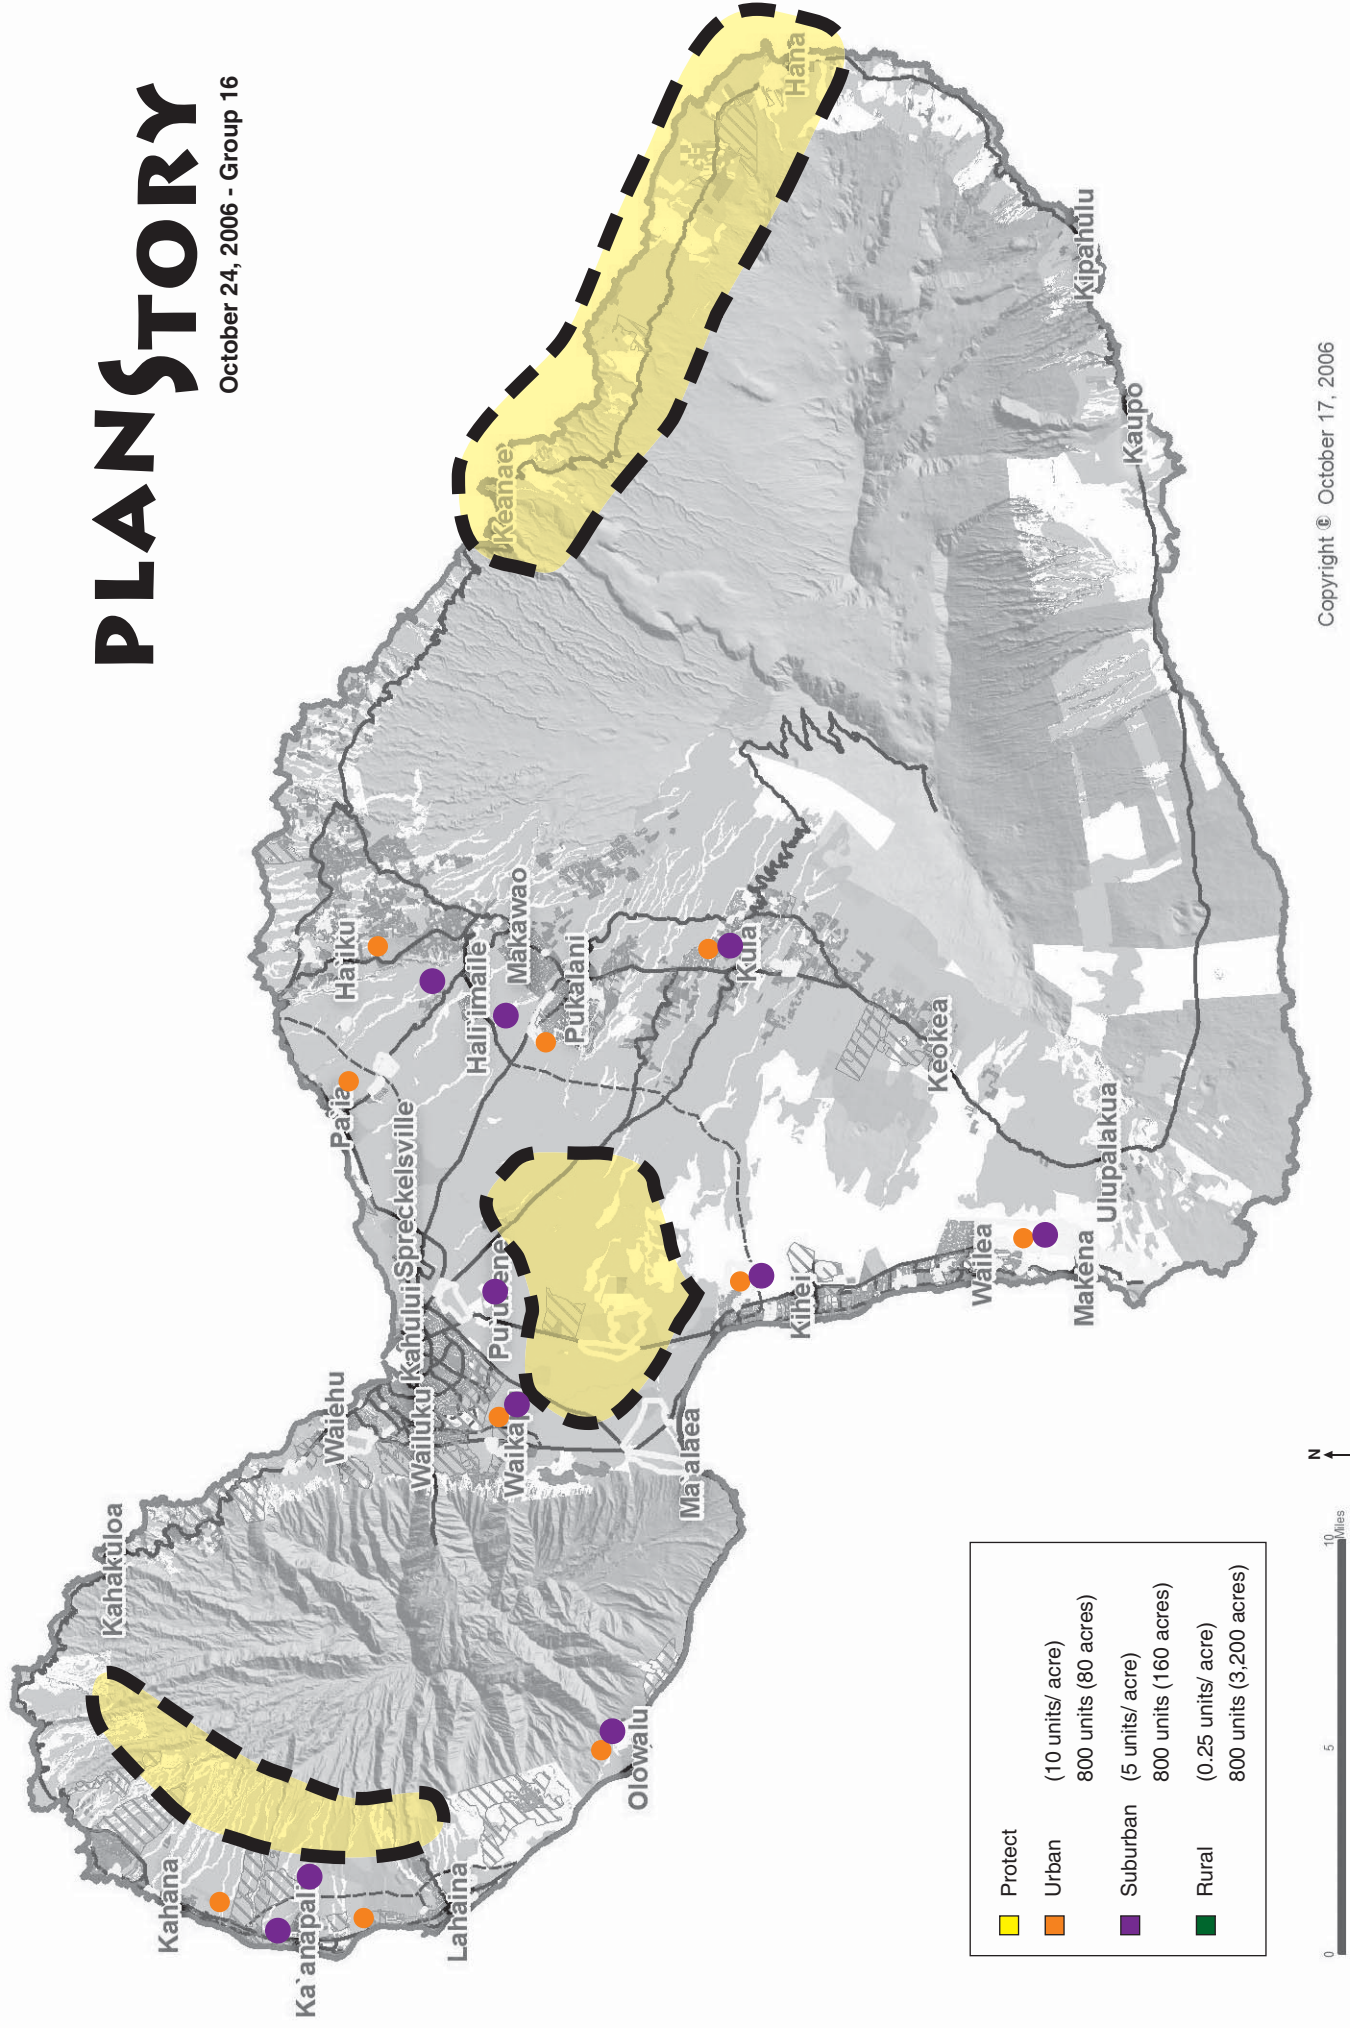 PLANSTORY
October 24, 2006 - Group 16
Kahakuloa
Waiehu
Kahana
Ka`anapali
Lahaina
Olowalu
Wailuku
Kahului
Spreckelsville
Pa`ia
Ha`iku
Hali`imaile
Makawao
Pukalani
Waikapu
Pu`unene
Ma`alaea
Kihei
Kula
Keokea
Wailea
Makena
Ulupalakua
Keanae
Hana
Kipahulu
Kaupo
Protect
Urban (10 units/ acre)
800 units (80 acres)
Suburban (5 units/ acre)
800 units (160 acres)
Rural (0.25 units/ acre)
800 units (3,200 acres)
N
0 5 10
Miles
Copyright © October 17, 2006